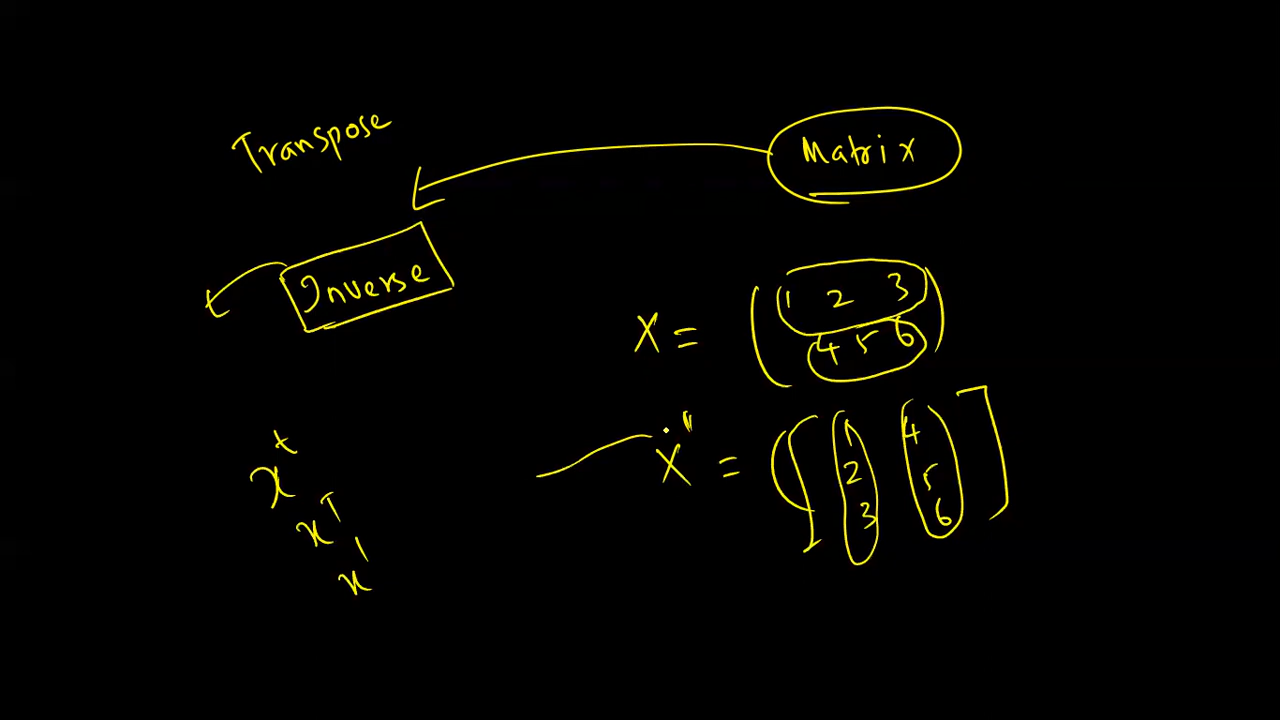 Transpose
Matrix
Inverse
X = (1 2 3
4 5 6)
X" = ([1 4
2 5
3 6]
x^t
x^T
x'